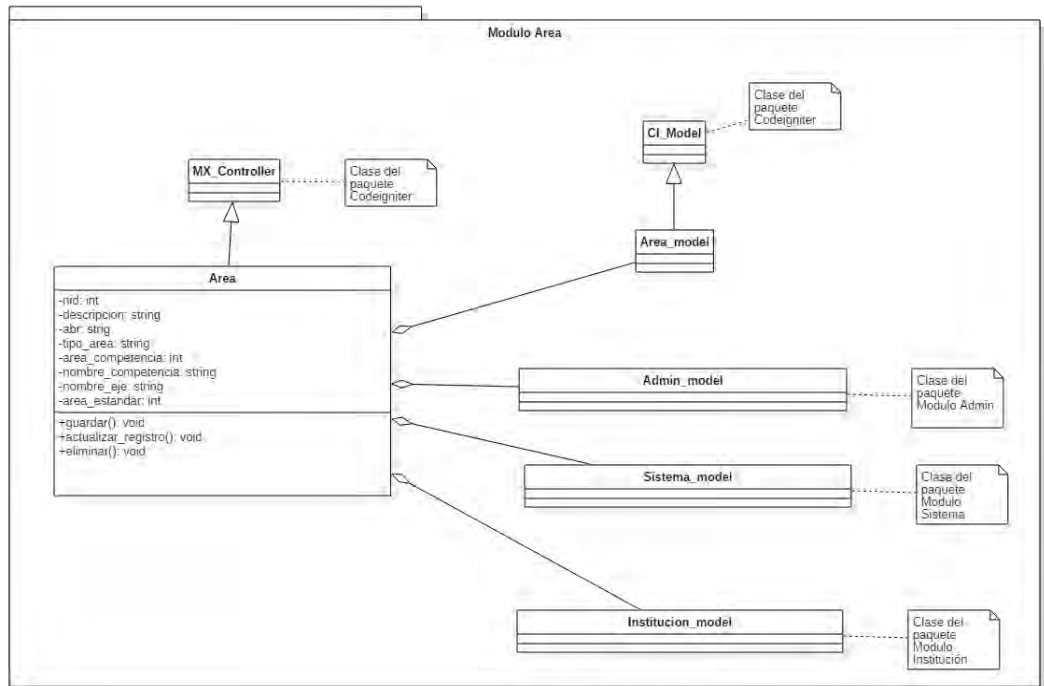 Modulo Area
Clase del
paquete
Codeigniter
CI_Model
MX_Controller
Clase del
paquete
Codeigniter
Area_model
Area
-nid: int
-descripcion: string
-abr: strig
-tipo_area: string
-area_competencia: int
-nombre_competencia: string
-nombre_eje: string
-area_estandar: int
+guardar(): void
+actualizar_registro(): void
+eliminar(): void
Admin_model
Clase del
paquete
Modulo Admin
Sistema_model
Clase del
paquete
Modulo
Sistema
Institucion_model
Clase del
paquete
Modulo
Institución